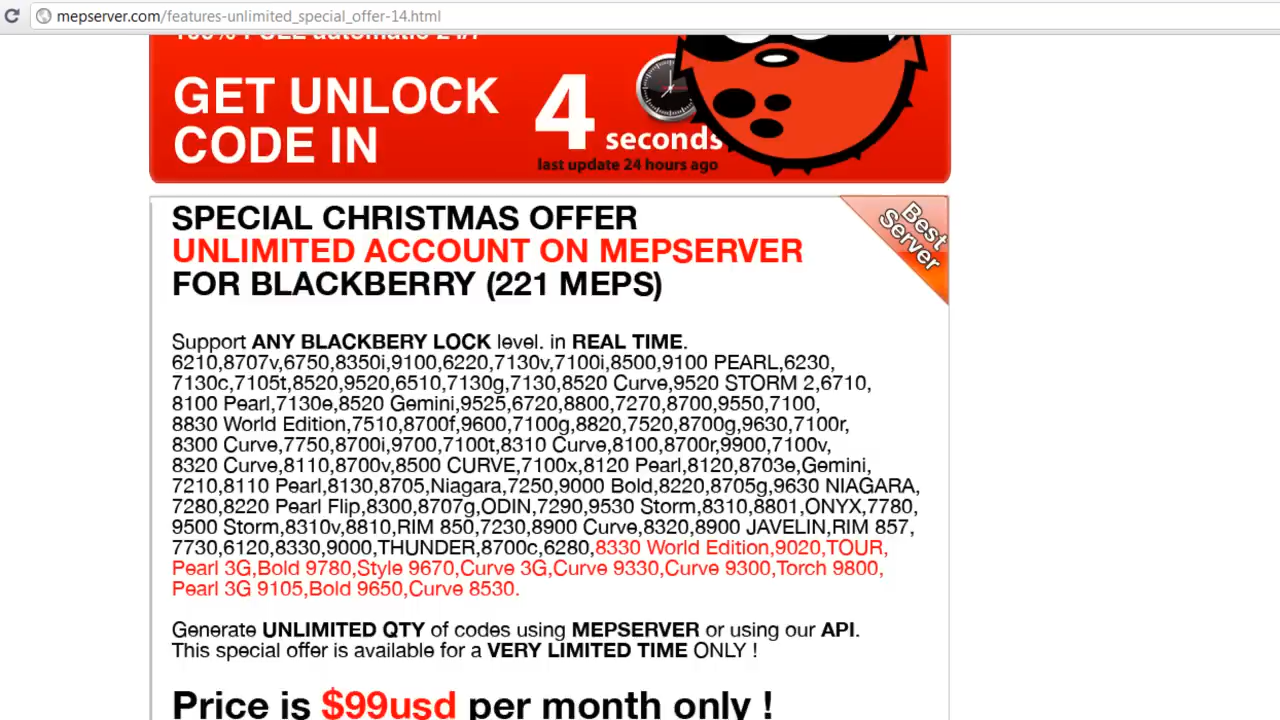 mepserver.com/features-unlimited_special_offer-14.html
100% FULL automatic 24/7
GET UNLOCK
CODE IN
4
seconds
last update 24 hours ago
Best
Server
SPECIAL CHRISTMAS OFFER
UNLIMITED ACCOUNT ON MEPSERVER
FOR BLACKBERRY (221 MEPS)
Support ANY BLACKBERY LOCK level. in REAL TIME.
6210,8707v,6750,8350i,9100,6220,7130v,7100i,8500,9100 PEARL,6230,
7130c,7105t,8520,9520,6510,7130g,7130,8520 Curve,9520 STORM 2,6710,
8100 Pearl,7130e,8520 Gemini,9525,6720,8800,7270,8700,9550,7100,
8830 World Edition,7510,8700f,9600,7100g,8820,7520,8700g,9630,7100r,
8300 Curve,7750,8700i,9700,7100t,8310 Curve,8100,8700r,9900,7100v,
8320 Curve,8110,8700v,8500 CURVE,7100x,8120 Pearl,8120,8703e,Gemini,
7210,8110 Pearl,8130,8705,Niagara,7250,9000 Bold,8220,8705g,9630 NIAGARA,
7280,8220 Pearl Flip,8300,8707g,ODIN,7290,9530 Storm,8310,8801,ONYX,7780,
9500 Storm,8310v,8810,RIM 850,7230,8900 Curve,8320,8900 JAVELIN,RIM 857,
7730,6120,8330,9000,THUNDER,8700c,6280,8330 World Edition,9020,TOUR,
Pearl 3G,Bold 9780,Style 9670,Curve 3G,Curve 9330,Curve 9300,Torch 9800,
Pearl 3G 9105,Bold 9650,Curve 8530.
Generate UNLIMITED QTY of codes using MEPSERVER or using our API.
This special offer is available for a VERY LIMITED TIME ONLY !
Price is $99usd per month only !